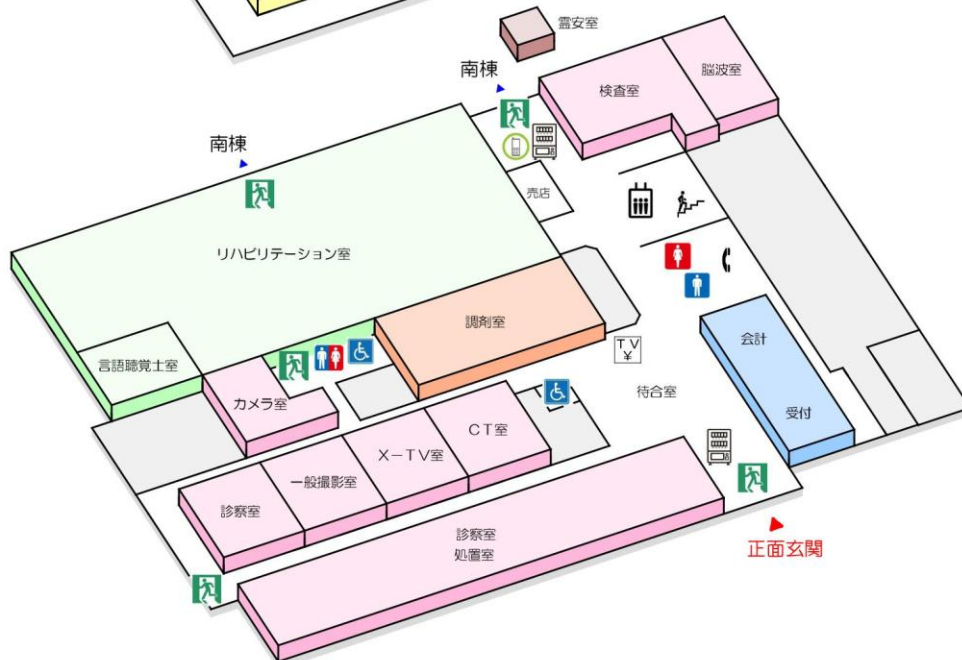 霊安室
南棟
検査室
脳波室
南棟
売店
リハビリテーション室
調剤室
会計
言語聴覚士室
TV
¥
待合室
カメラ室
受付
CT室
X-TV室
一般撮影室
診察室
診察室
処置室
正面玄関